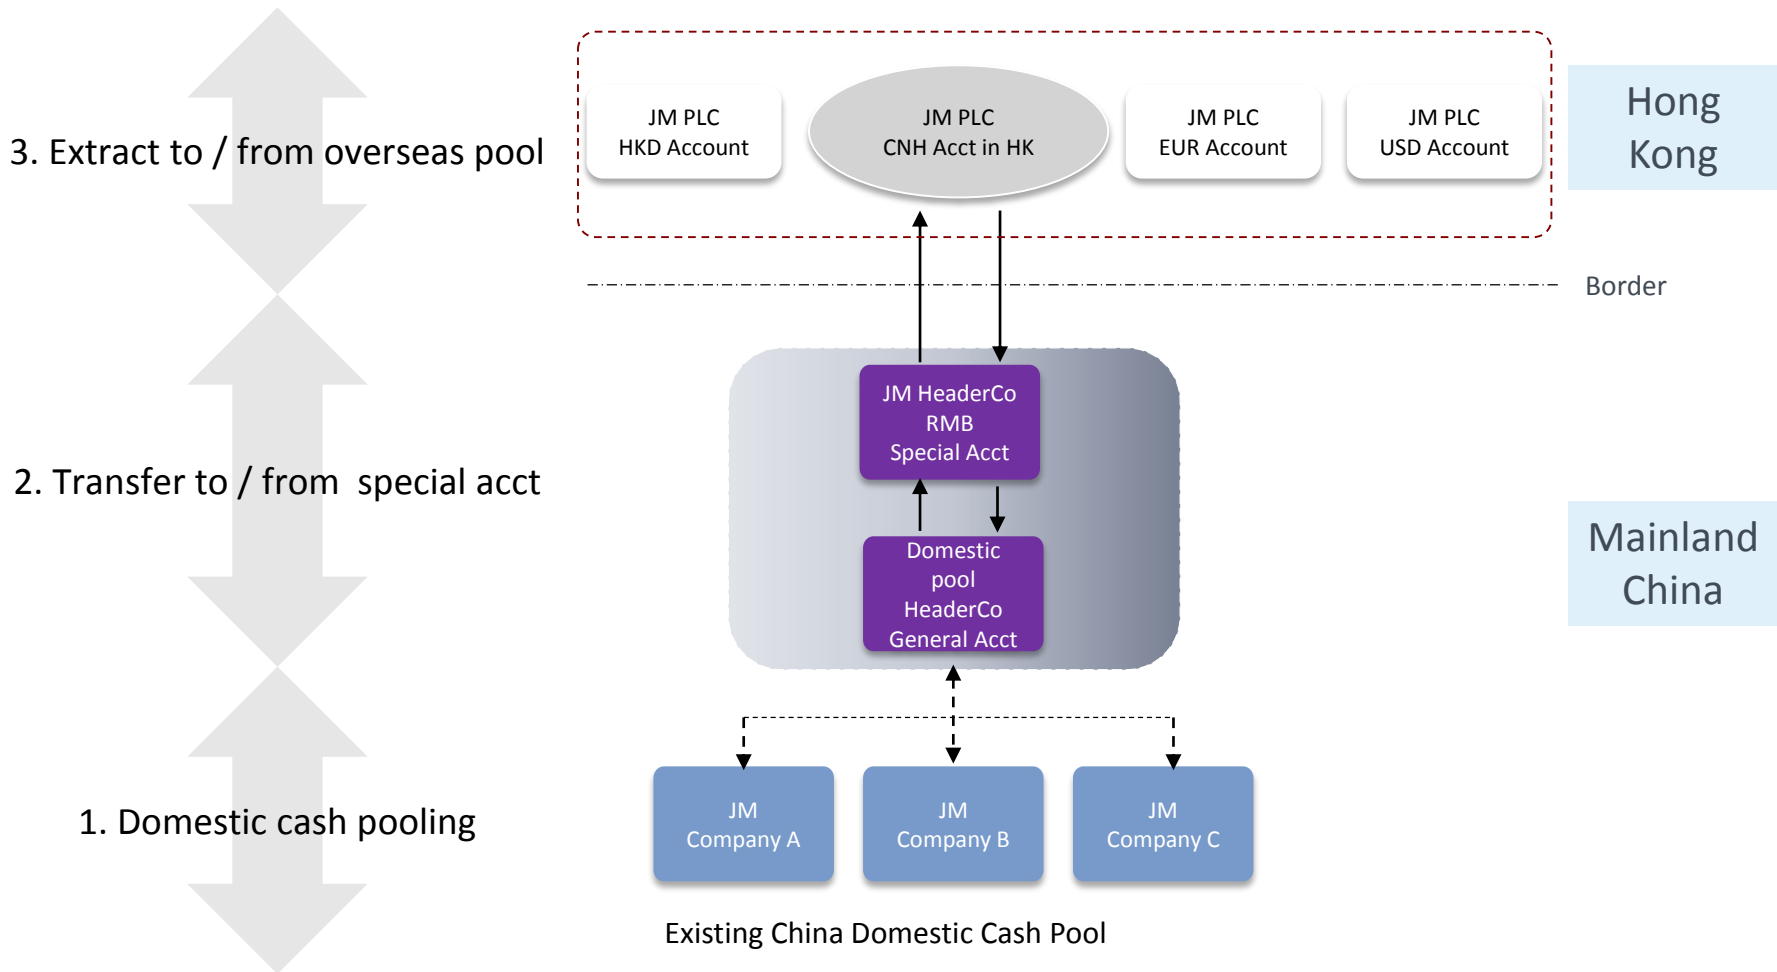 3. Extract to / from overseas pool
JM PLC
HKD Account
JM PLC
CNH Acct in HK
JM PLC
EUR Account
JM PLC
USD Account
Hong
Kong
Border
2. Transfer to / from special acct
JM HeaderCo
RMB
Special Acct
Domestic
pool
HeaderCo
General Acct
Mainland
China
1. Domestic cash pooling
JM
Company A
JM
Company B
JM
Company C
Existing China Domestic Cash Pool